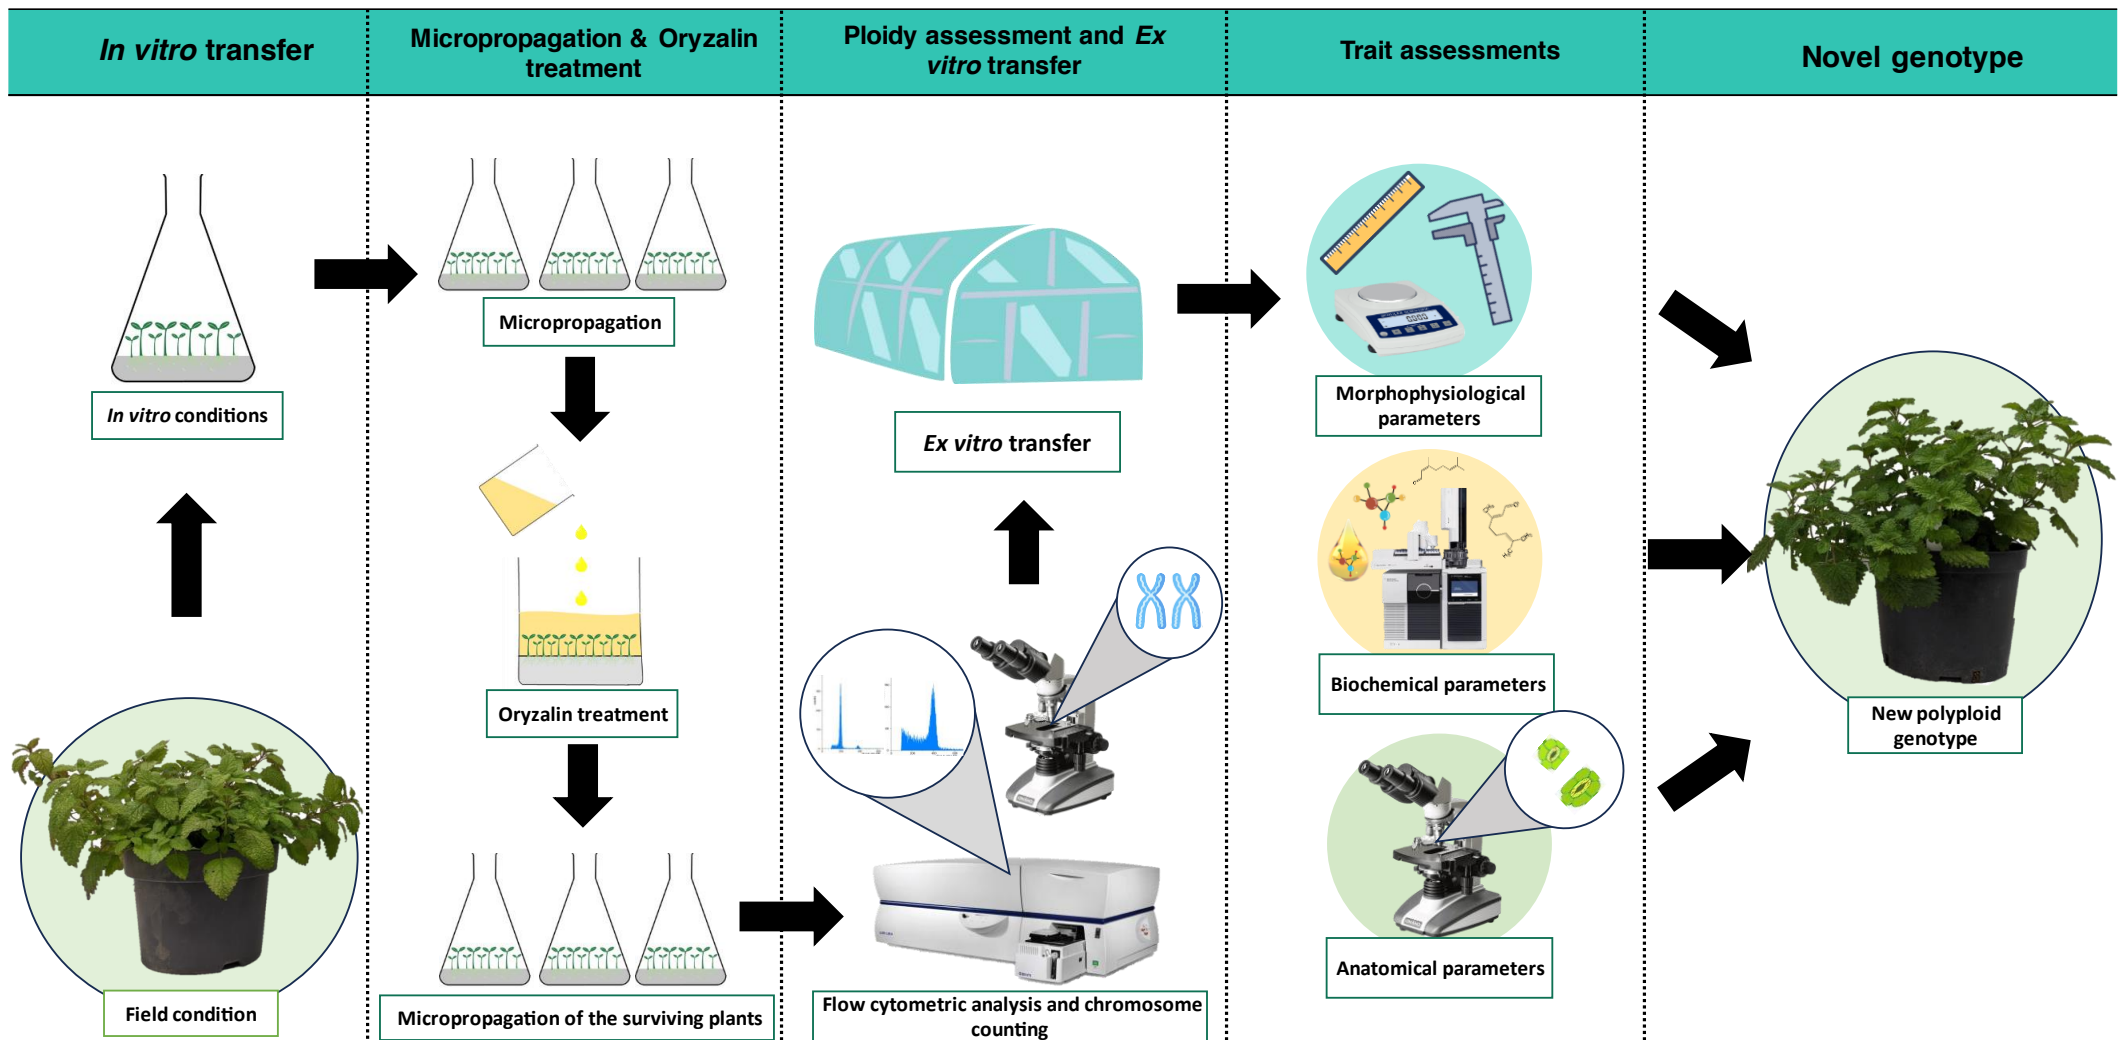 In vitro transfer
Micropropagation & Oryzalin
treatment
Ploidy assessment and Ex
vitro transfer
Trait assessments
Novel genotype
In vitro conditions
Field condition
Micropropagation
Oryzalin treatment
Micropropagation of the surviving plants
Ex vitro transfer
Flow cytometric analysis and chromosome
counting
Morphophysiological
parameters
Biochemical parameters
Anatomical parameters
New polyploid
genotype